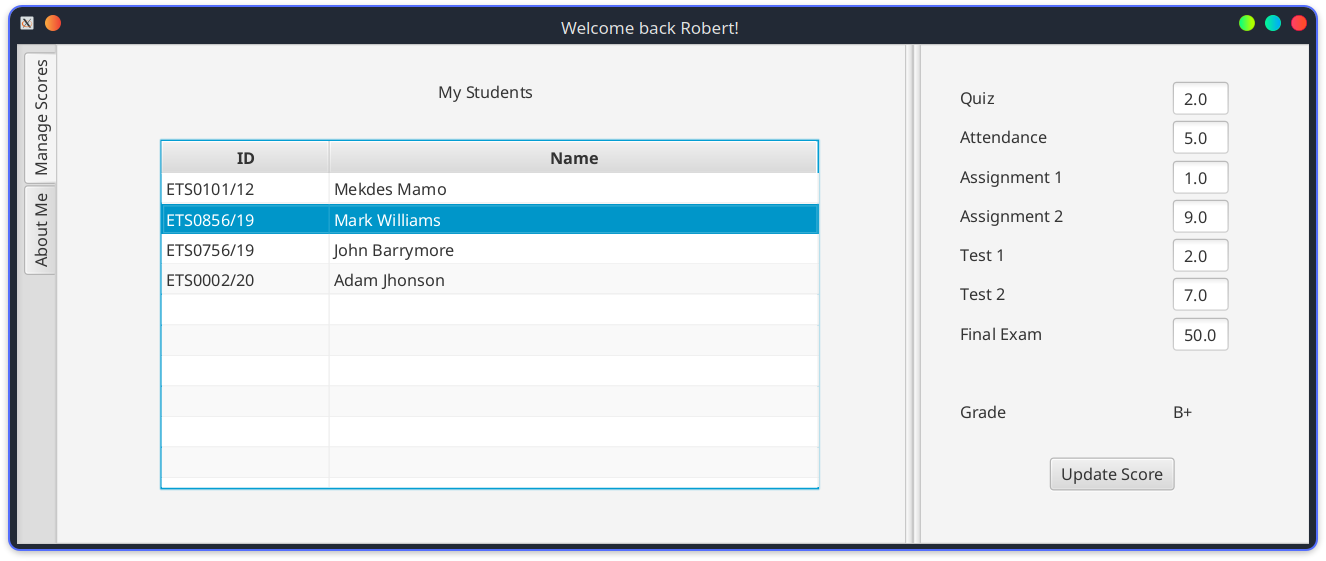 Welcome back Robert!
Manage Scores
About Me
My Students
ID Name
ETS0101/12 Mekdes Mamo
ETS0856/19 Mark Williams
ETS0756/19 John Barrymore
ETS0002/20 Adam Jhonson
Quiz 2.0
Attendance 5.0
Assignment 1 1.0
Assignment 2 9.0
Test 1 2.0
Test 2 7.0
Final Exam 50.0
Grade B+
Update Score